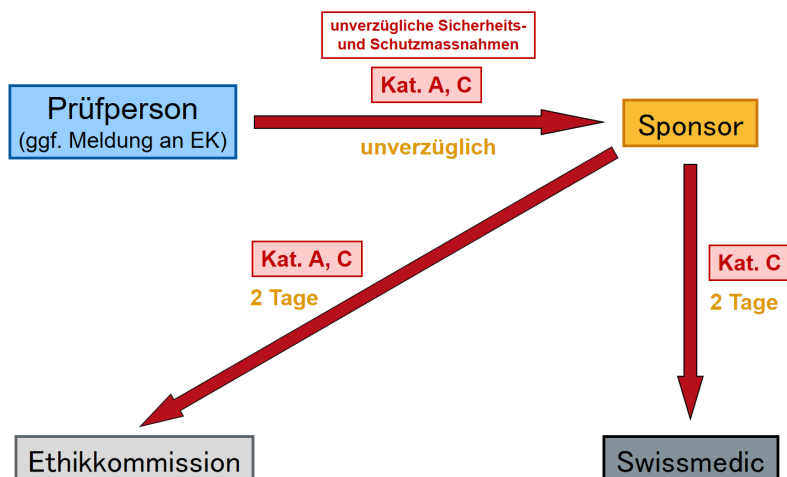 unverzügliche Sicherheits-
und Schutzmassnahmen
Kat. A, C
Prüfperson
(ggf. Meldung an EK)
Sponsor
unverzüglich
Kat. A, C
2 Tage
Kat. C
2 Tage
Ethikkommission
Swissmedic